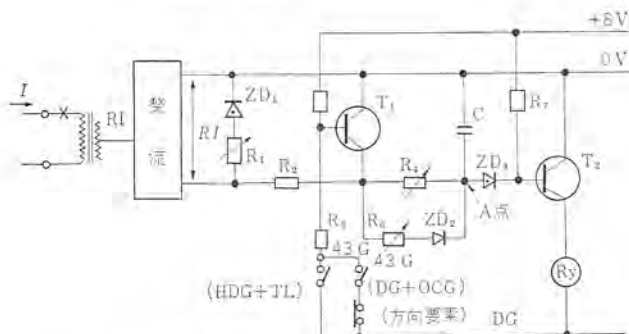 +8V
0V
I
RI
整流
RI
ZD₁
R₁
R₂
T₁
C
R₇
R₄
ZD₃
T₂
A点
R₅
R₆
ZD₂
43G
43G
(HDG+TL)
(DG+OCG)
(方向要素)
DG
Ry